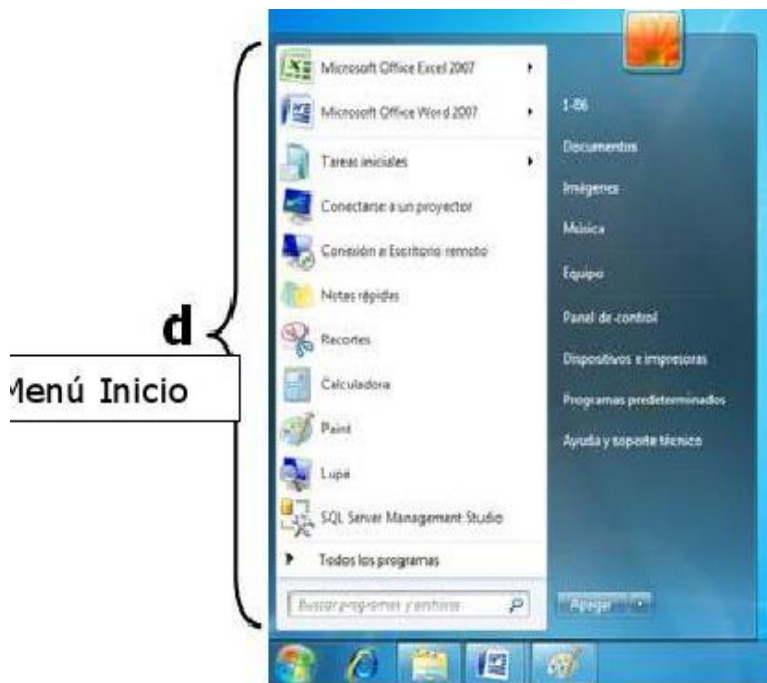 d
Menú Inicio
Microsoft Office Excel 2007
Microsoft Office Word 2007
Tareas iniciales
Conectarse a un proyector
Conexión a Escritorio remoto
Notas rápidas
Recortes
Calculadora
Paint
Lupa
SQL Server Management Studio
Todos los programas
Buscar programas y archivos
1-86
Documentos
Imágenes
Música
Equipo
Panel de control
Dispositivos e impresoras
Programas predeterminados
Ayuda y soporte técnico
Apagar